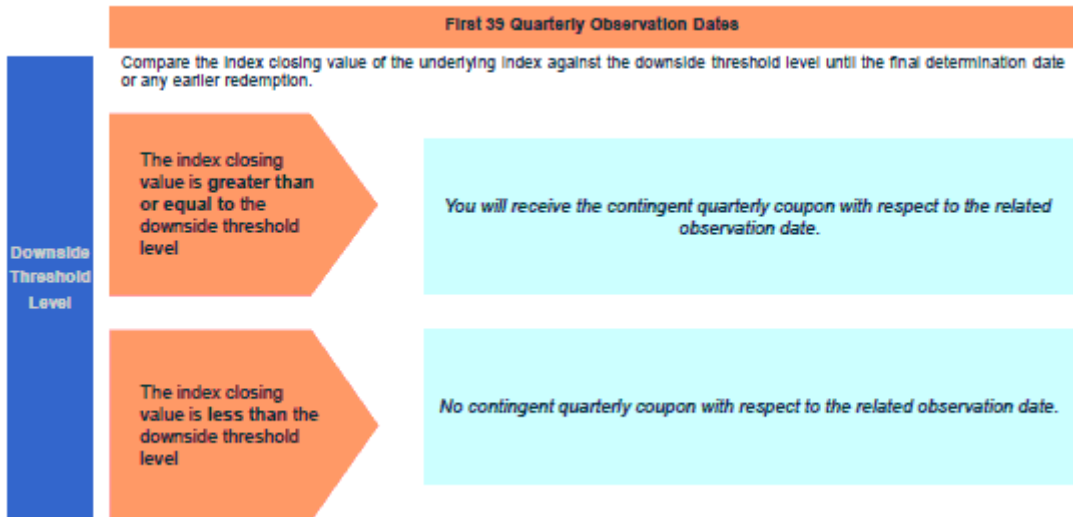 First 39 Quarterly Observation Dates
Compare the index closing value of the underlying index against the downside threshold level until the final determination date
or any earlier redemption.
Downside
Threshold
Level
The index closing
value is greater than
or equal to the
downside threshold
level
You will receive the contingent quarterly coupon with respect to the related
observation date.
The index closing
value is less than the
downside threshold
level
No contingent quarterly coupon with respect to the related observation date.